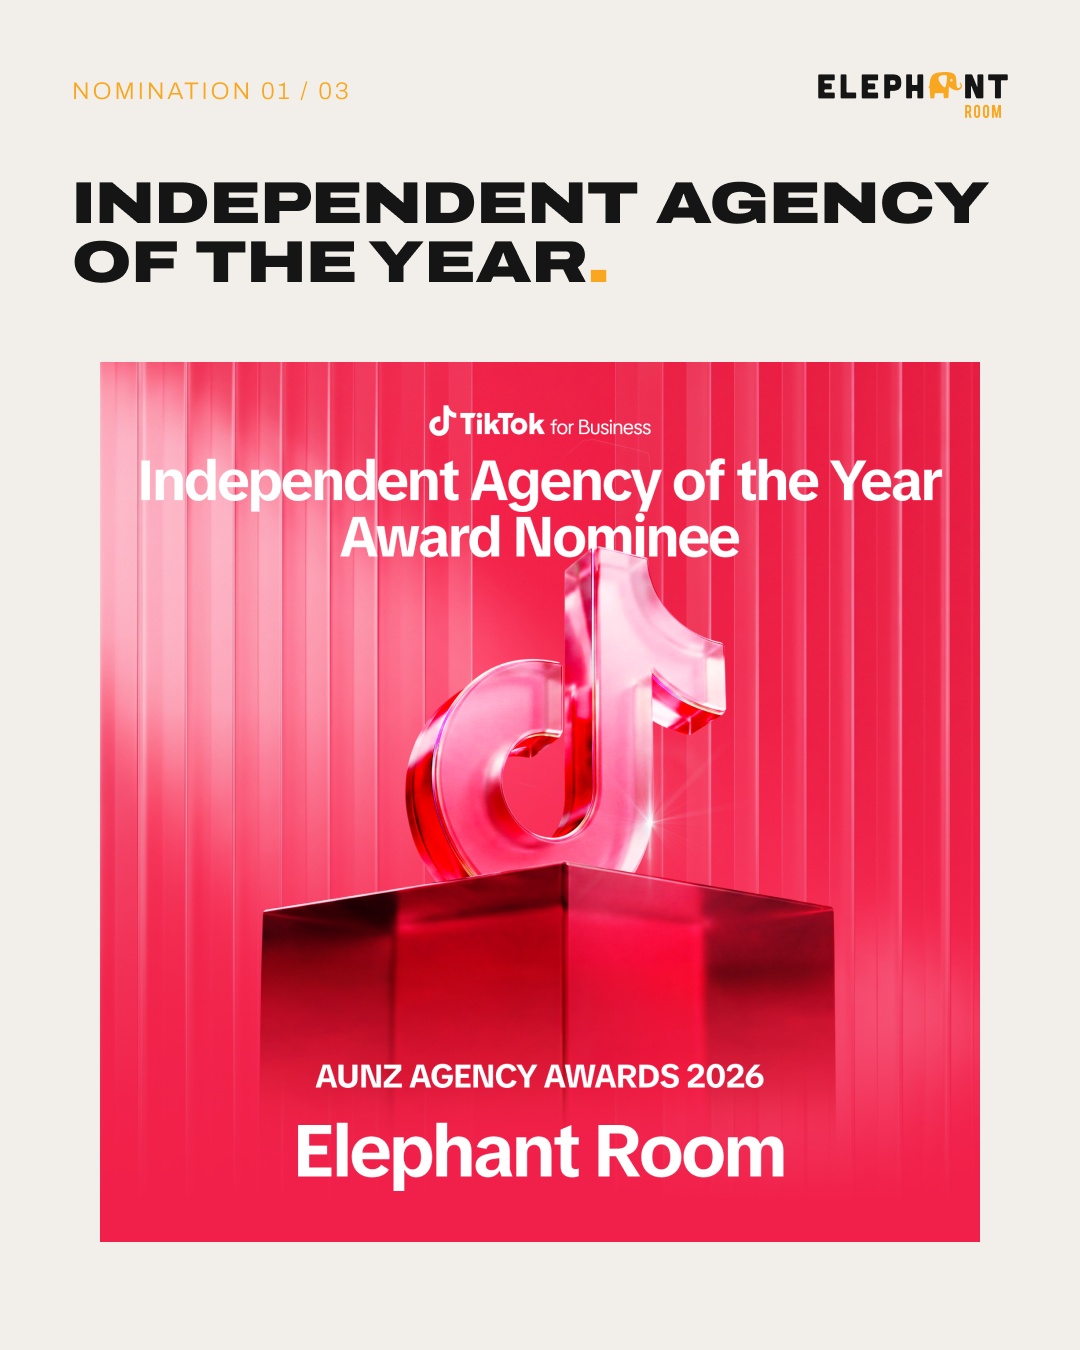 NOMINATION 01 / 03
ELEPHANT
ROOM
INDEPENDENT AGENCY
OF THE YEAR.
TikTok for Business
Independent Agency of the Year
Award Nominee
AUNZ AGENCY AWARDS 2026
Elephant Room